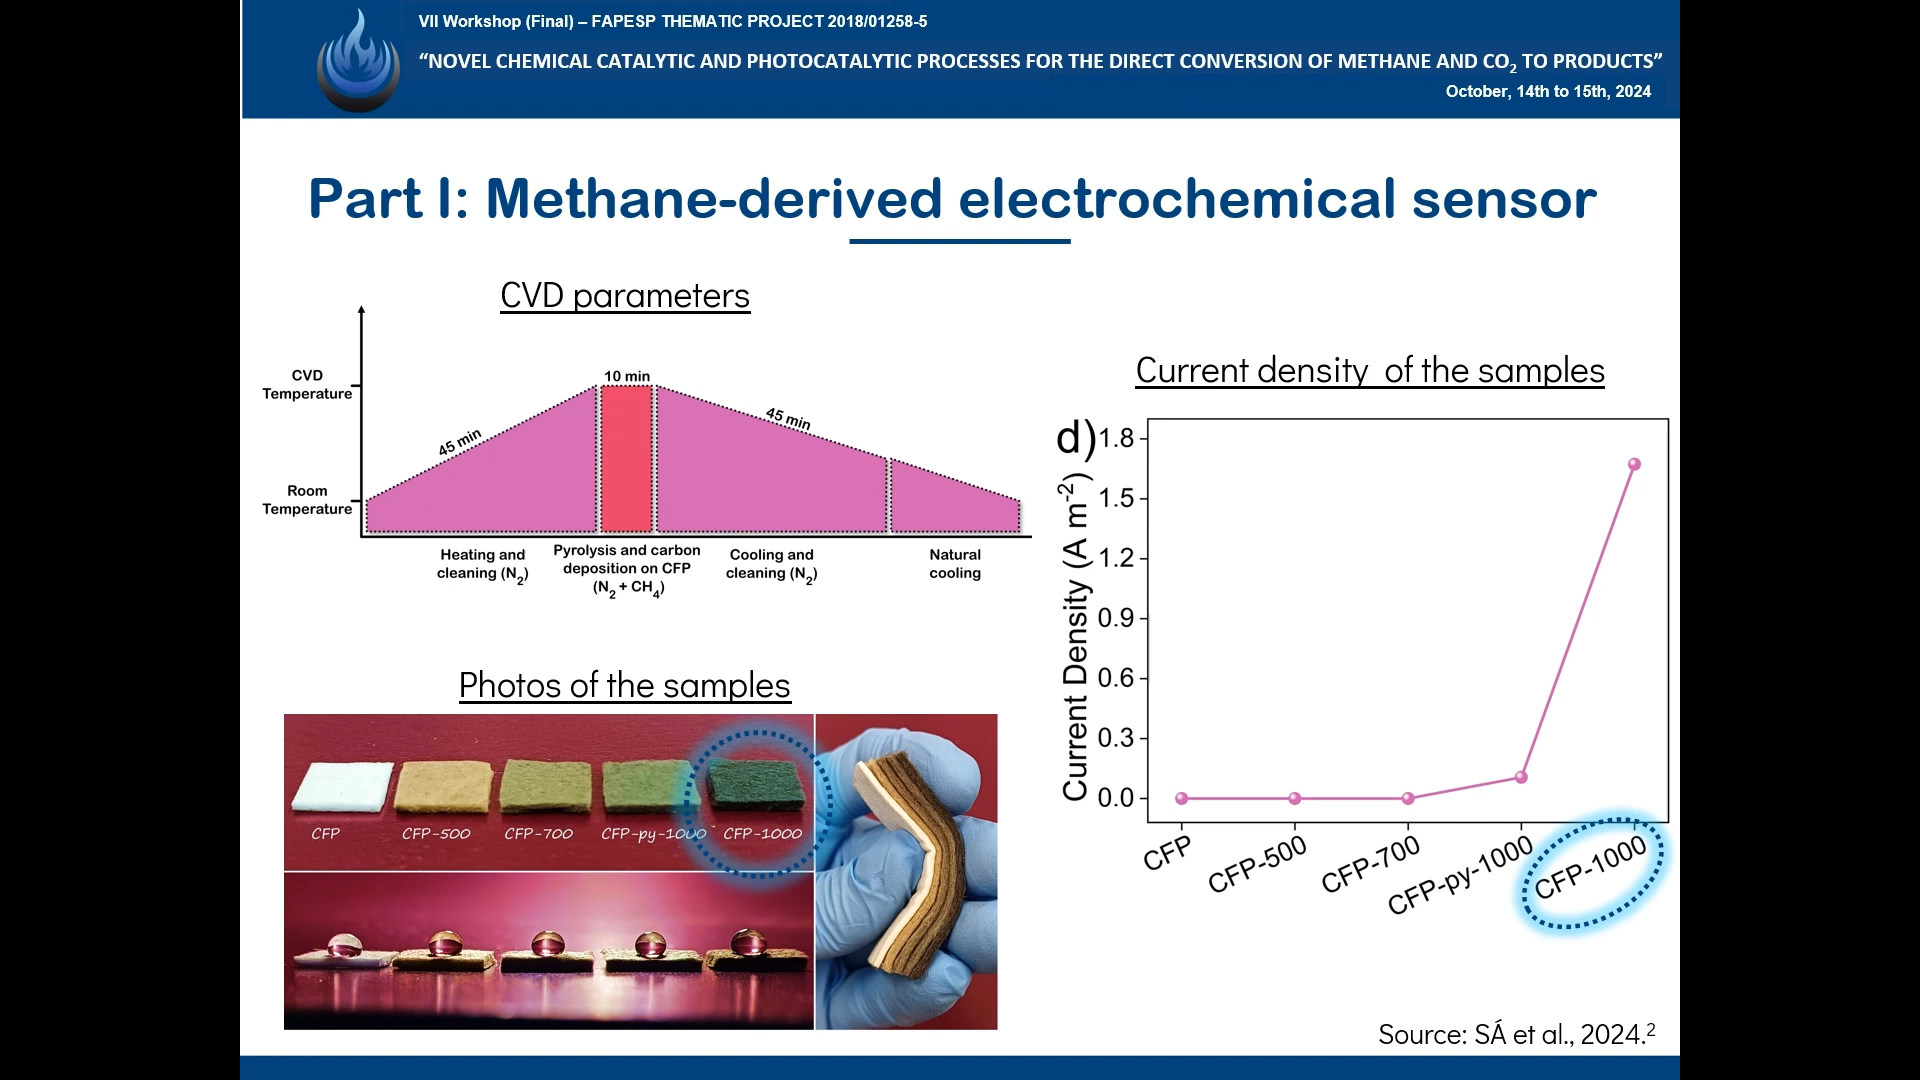 VII Workshop (Final) – FAPESP THEMATIC PROJECT 2018/01258-5
“NOVEL CHEMICAL CATALYTIC AND PHOTOCATALYTIC PROCESSES FOR THE DIRECT CONVERSION OF METHANE AND CO2 TO PRODUCTS”
October, 14th to 15th, 2024
Part I: Methane-derived electrochemical sensor
CVD parameters
CVD
Temperature
Room
Temperature
45 min
10 min
45 min
Heating and
cleaning (N2)
Pyrolysis and carbon
deposition on CFP
(N2 + CH4)
Cooling and
cleaning (N2)
Natural
cooling
Photos of the samples
CFP
CFP-500
CFP-700
CFP-py-1000
CFP-1000
Current density of the samples
d)
Current Density (A m-2)
1.8
1.5
1.2
0.9
0.6
0.3
0.0
CFP
CFP-500
CFP-700
CFP-py-1000
CFP-1000
Source: SÁ et al., 2024.2